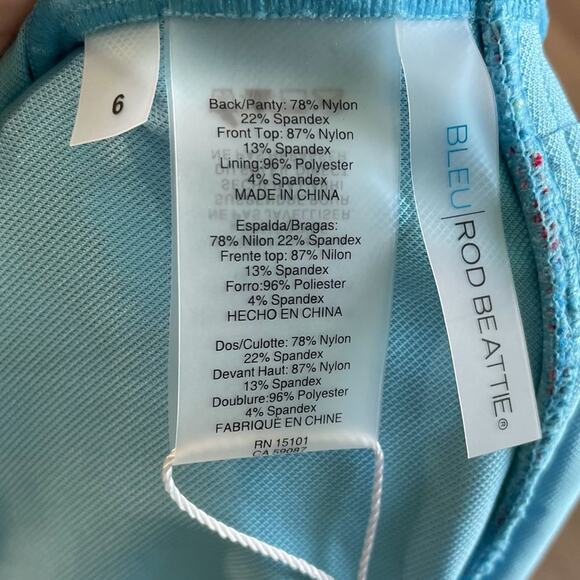 6
Back/Panty: 78% Nylon
22% Spandex
Front Top: 87% Nylon
13% Spandex
Lining:96% Polyester
4% Spandex
MADE IN CHINA
Espalda/Bragas:
78% Nilon 22% Spandex
Frente top: 87% Nilon
13% Spandex
Forro:96% Poliester
4% Spandex
HECHO EN CHINA
Dos/Culotte: 78% Nylon
22% Spandex
Devant Haut: 87% Nylon
13% Spandex
Doublure:96% Polyester
4% Spandex
FABRIQUÉ EN CHINE
RN 15101
CA 59087
BLEU|ROD BEATTIE®